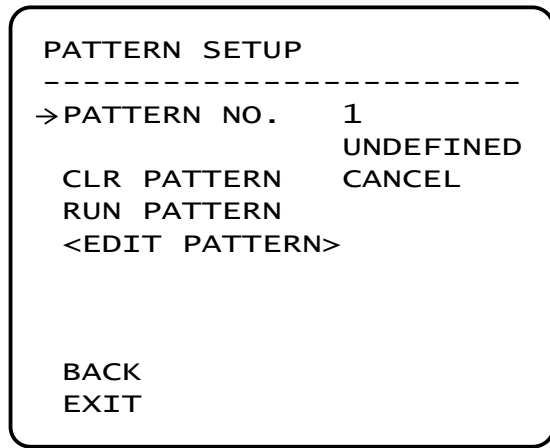 PATTERN SETUP
------------------------
→PATTERN NO. 1
UNDEFINED
CLR PATTERN CANCEL
RUN PATTERN
<EDIT PATTERN>
BACK
EXIT